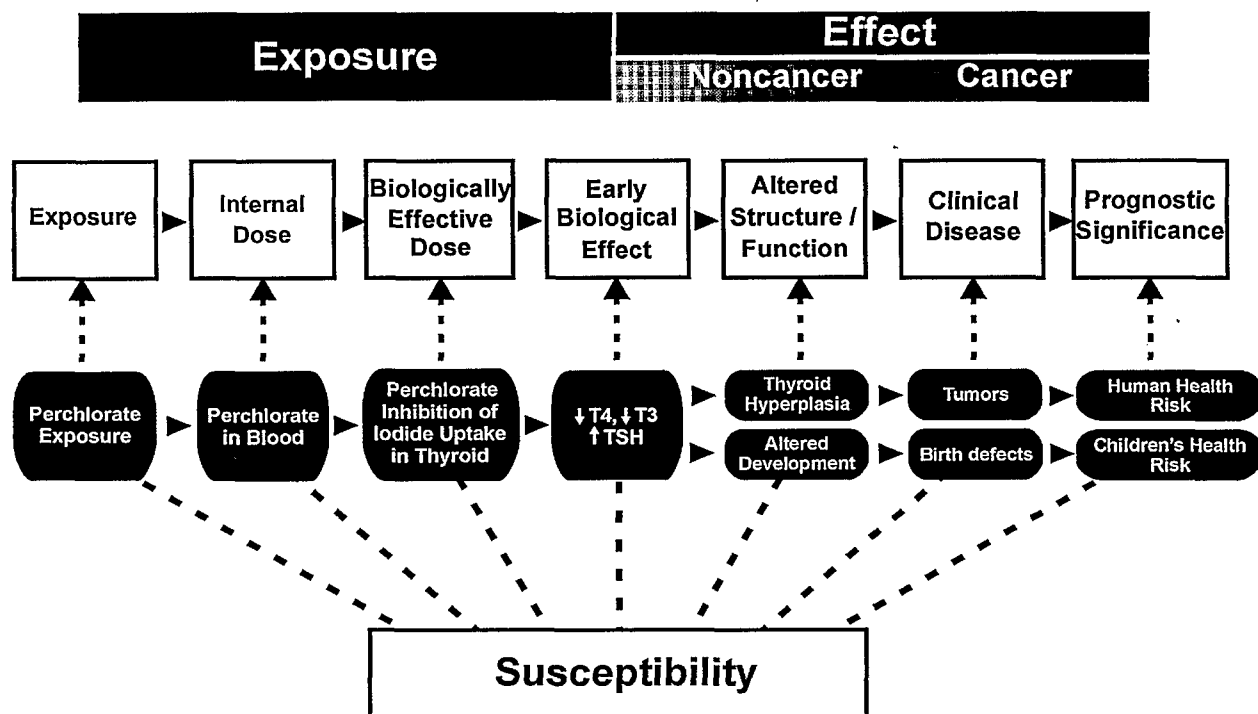 Exposure
Effect
Noncancer Cancer
Exposure
Internal
Dose
Biologically
Effective
Dose
Early
Biological
Effect
Altered
Structure /
Function
Clinical
Disease
Prognostic
Significance
Perchlorate
Exposure
Perchlorate
in Blood
Perchlorate
Inhibition of
Iodide Uptake
in Thyroid
↓T4, ↓T3
↑TSH
Thyroid
Hyperplasia
Tumors
Human Health
Risk
Altered
Development
Birth defects
Children's Health
Risk
Susceptibility